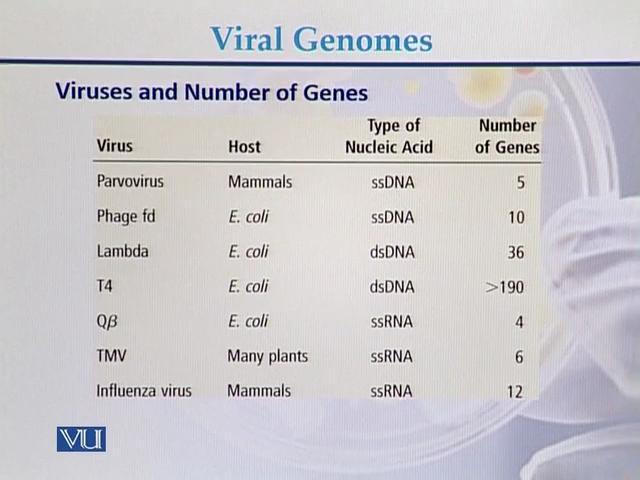 Viral Genomes
Viruses and Number of Genes
Virus Host Type of Nucleic Acid Number of Genes
Parvovirus Mammals ssDNA 5
Phage fd E. coli ssDNA 10
Lambda E. coli dsDNA 36
T4 E. coli dsDNA >190
Qβ E. coli ssRNA 4
TMV Many plants ssRNA 6
Influenza virus Mammals ssRNA 12
VU